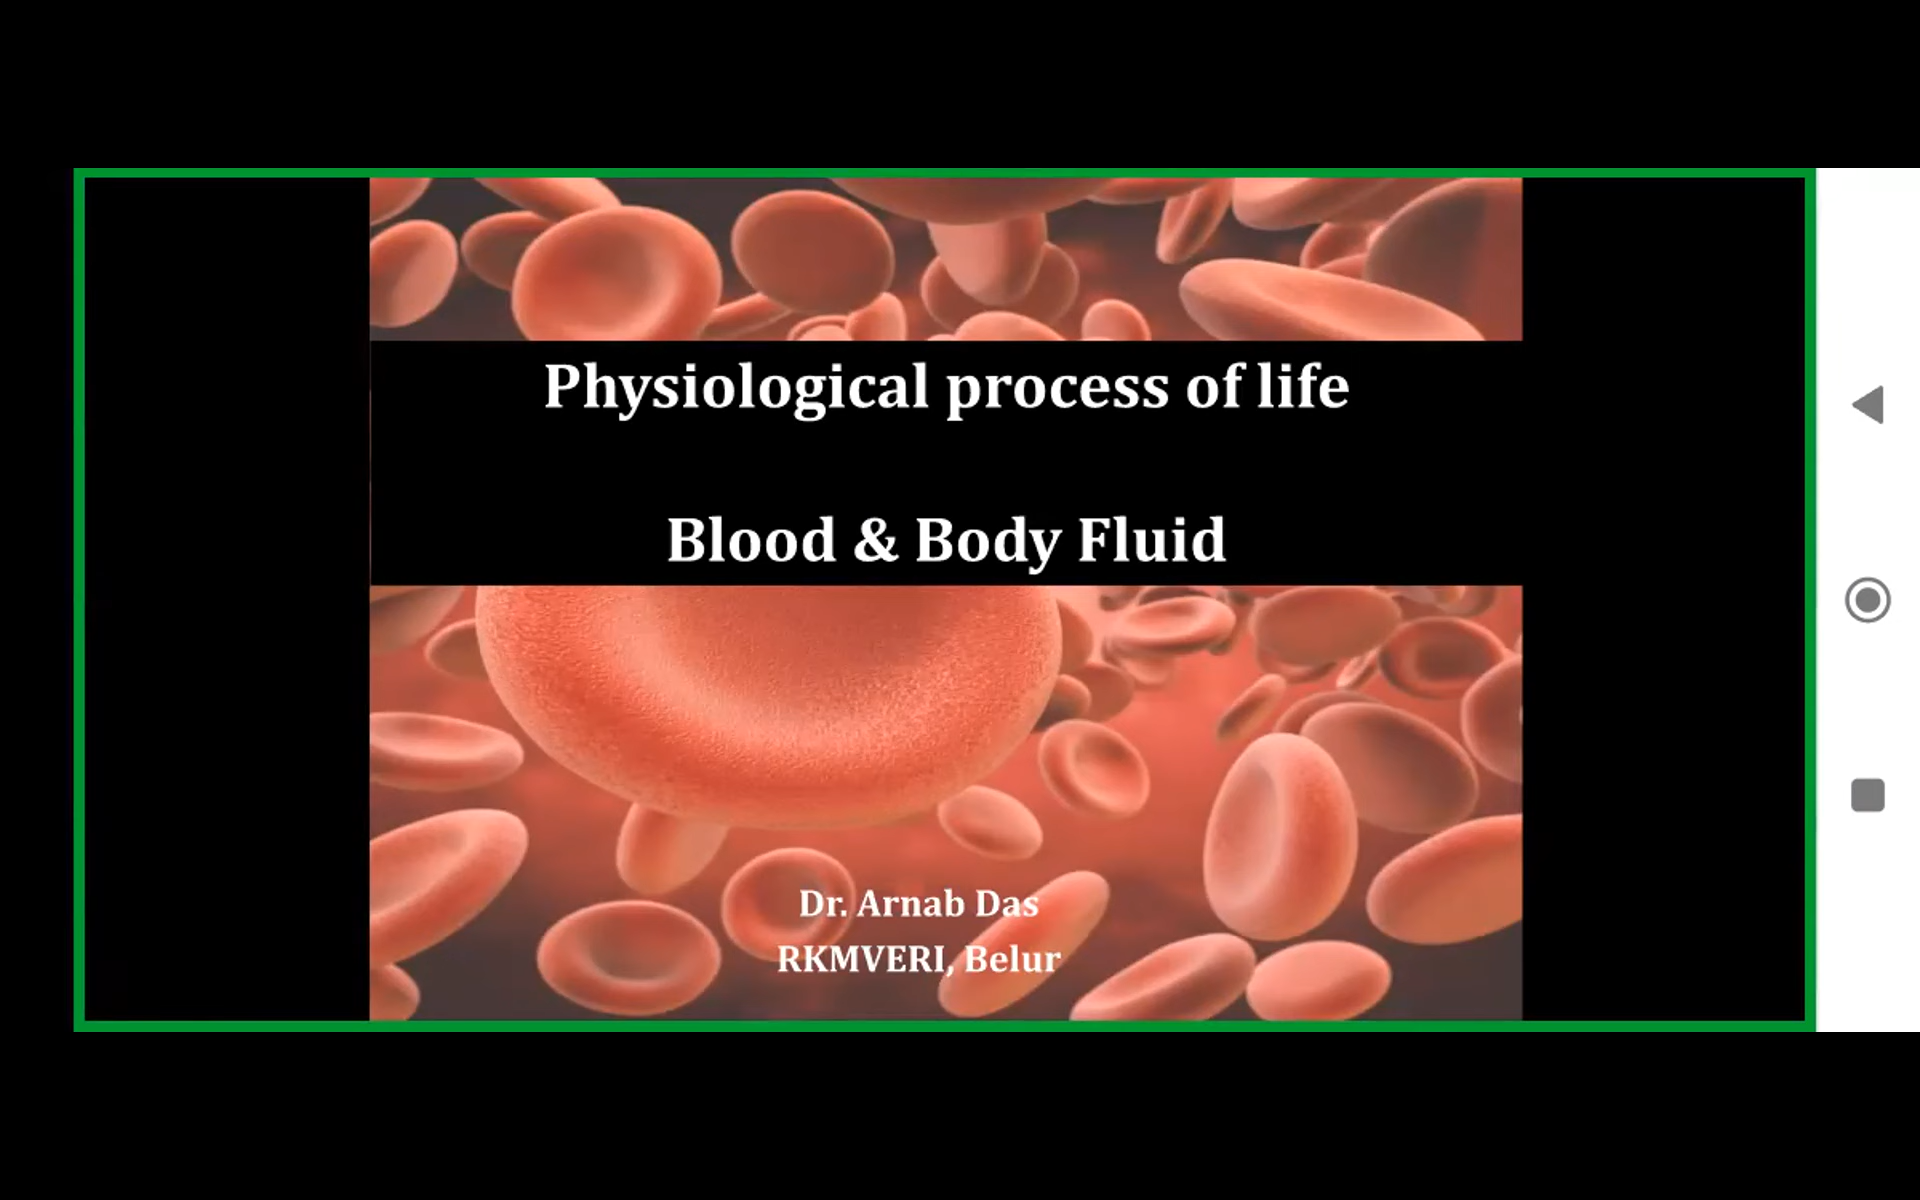 Physiological process of life
Blood & Body Fluid
Dr. Arnab Das
RKMVERI, Belur